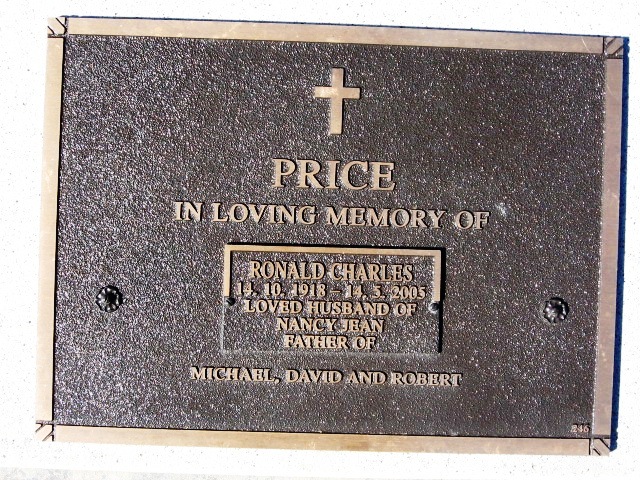 PRICE
IN LOVING MEMORY OF
RONALD CHARLES
14. 10. 1918 – 14. 5. 2005
LOVED HUSBAND OF
NANCY JEAN
FATHER OF
MICHAEL, DAVID AND ROBERT